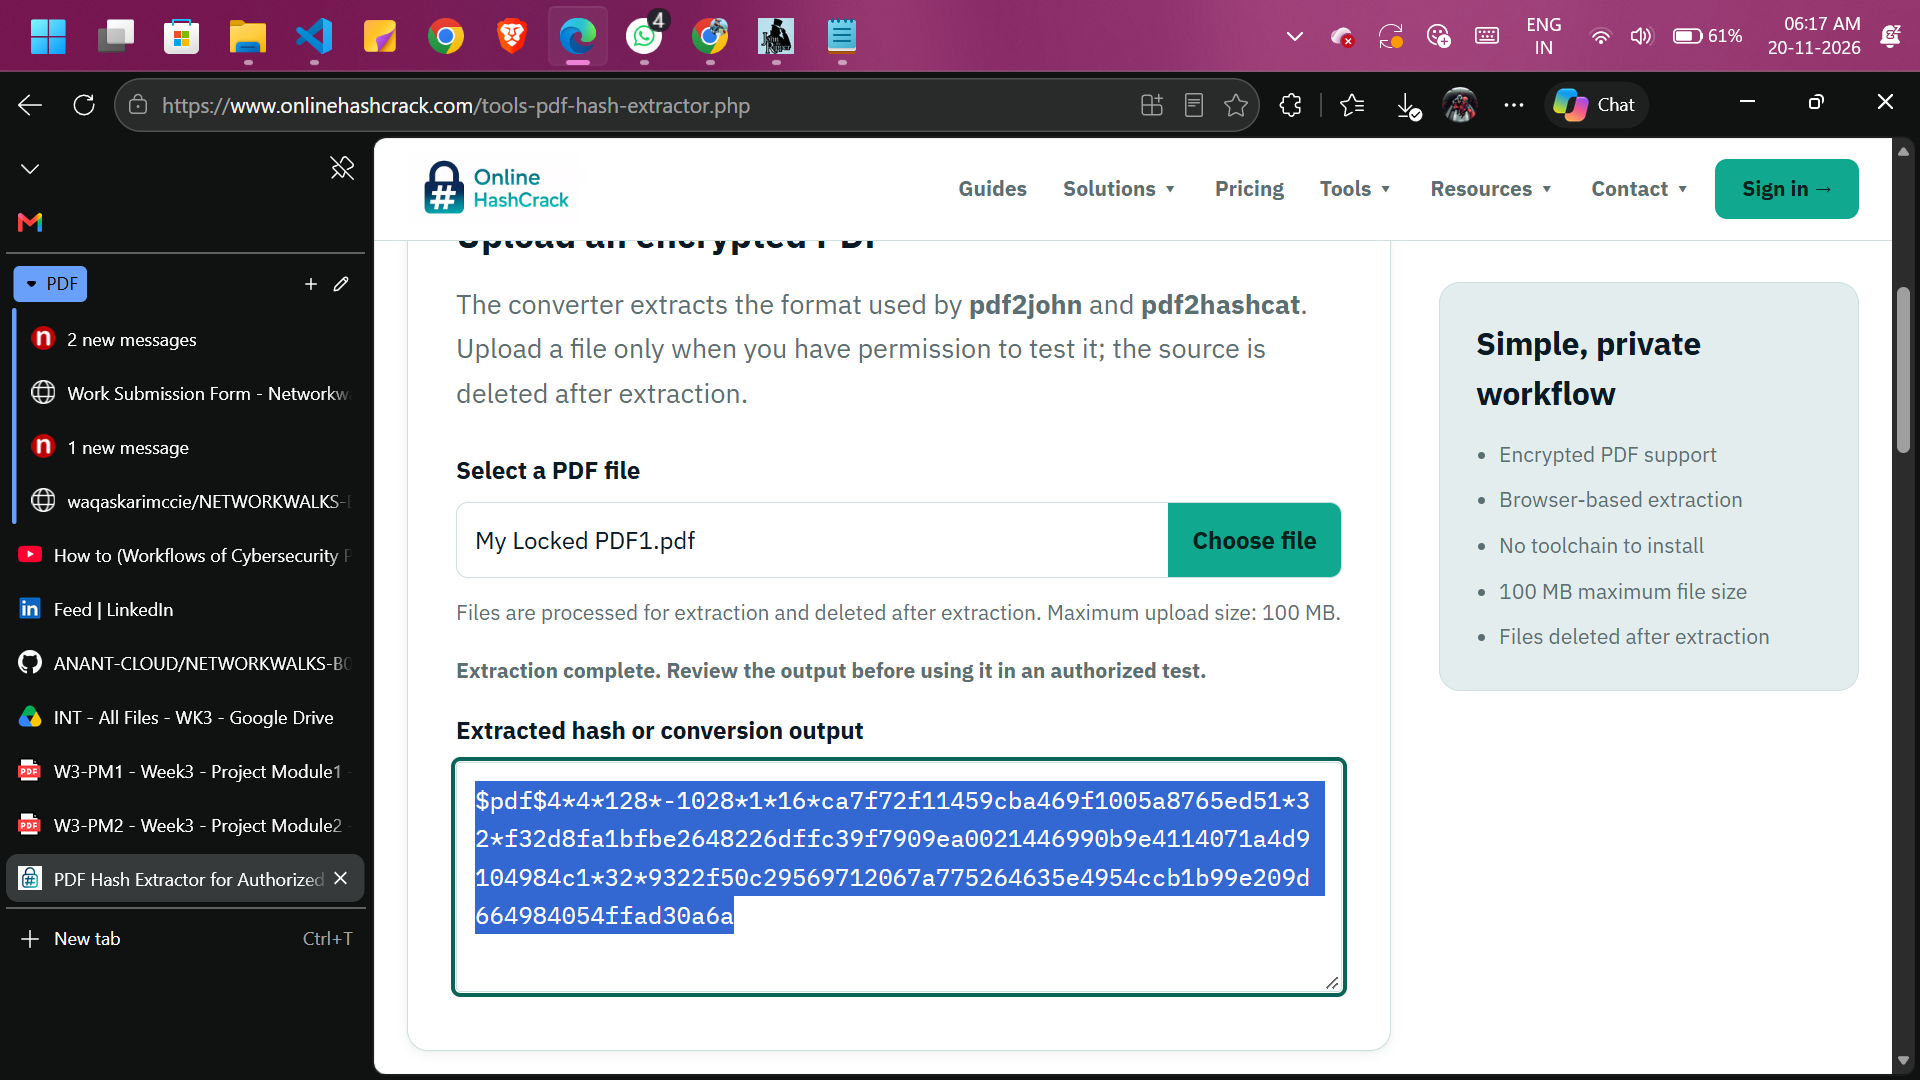 4
ENG
IN
61%
06:17 AM
20-11-2026
https://www.onlinehashcrack.com/tools-pdf-hash-extractor.php
Chat
PDF
2 new messages
Work Submission Form - Networkwa
1 new message
waqaskarimccie/NETWORKWALKS-
How to (Workflows of Cybersecurity P
Feed | LinkedIn
ANANT-CLOUD/NETWORKWALKS-B0
INT - All Files - WK3 - Google Drive
W3-PM1 - Week3 - Project Module1
W3-PM2 - Week3 - Project Module2
PDF Hash Extractor for Authorized
New tab
Ctrl+T
Online
HashCrack
Guides
Solutions
Pricing
Tools
Resources
Contact
Sign in →
Upload an encrypted PDF
The converter extracts the format used by pdf2john and pdf2hashcat.
Upload a file only when you have permission to test it; the source is
deleted after extraction.
Select a PDF file
My Locked PDF1.pdf
Choose file
Files are processed for extraction and deleted after extraction. Maximum upload size: 100 MB.
Extraction complete. Review the output before using it in an authorized test.
Extracted hash or conversion output
$pdf$4*4*128*-1028*1*16*ca7f72f11459cba469f1005a8765ed51*3
2*f32d8fa1bfbe2648226dffc39f7909ea0021446990b9e4114071a4d9
104984c1*32*9322f50c29569712067a775264635e4954ccb1b99e209d
664984054ffad30a6a
Simple, private
workflow
• Encrypted PDF support
• Browser-based extraction
• No toolchain to install
• 100 MB maximum file size
• Files deleted after extraction